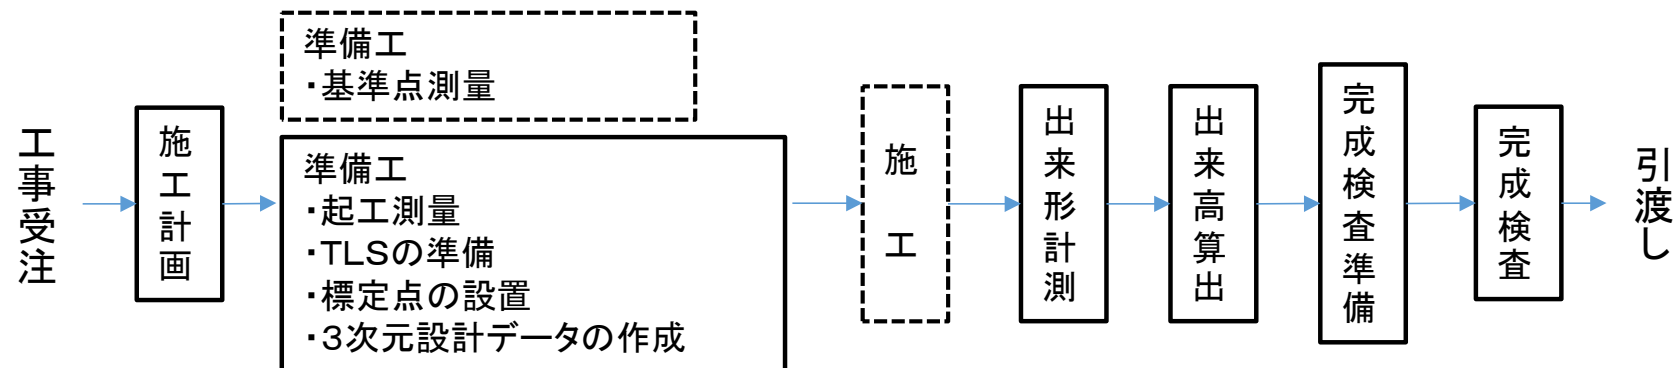 工事受注
施工計画
準備工
・基準点測量
準備工
・起工測量
・TLSの準備
・標定点の設置
・３次元設計データの作成
施工
出来形計測
出来高算出
完成検査準備
完成検査
引渡し